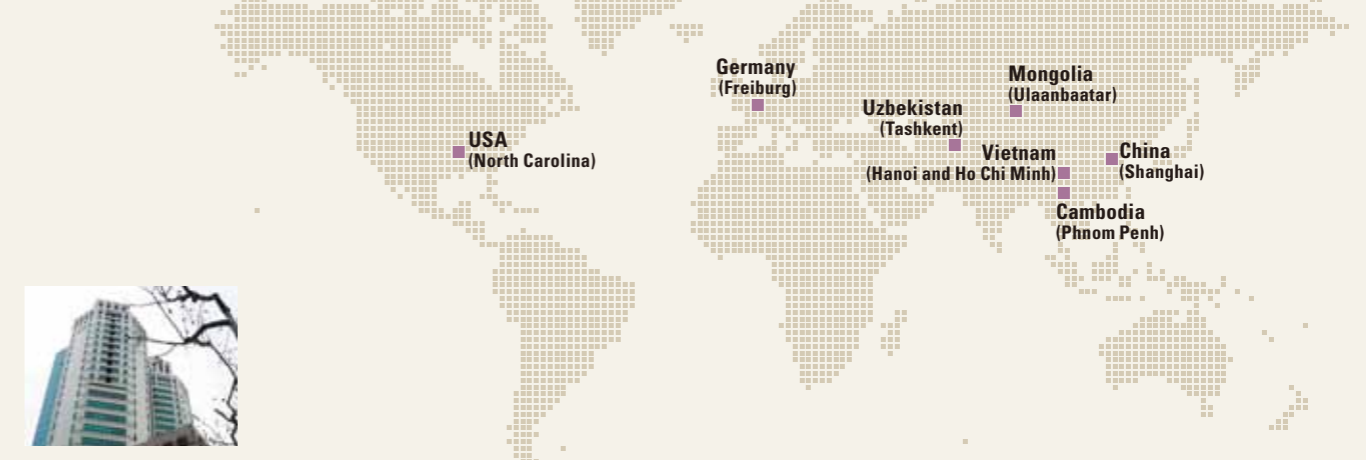 Germany
(Freiburg)
Mongolia
(Ulaanbaatar)
Uzbekistan
(Tashkent)
USA
(North Carolina)
Vietnam
(Hanoi and Ho Chi Minh)
China
(Shanghai)
Cambodia
(Phnom Penh)